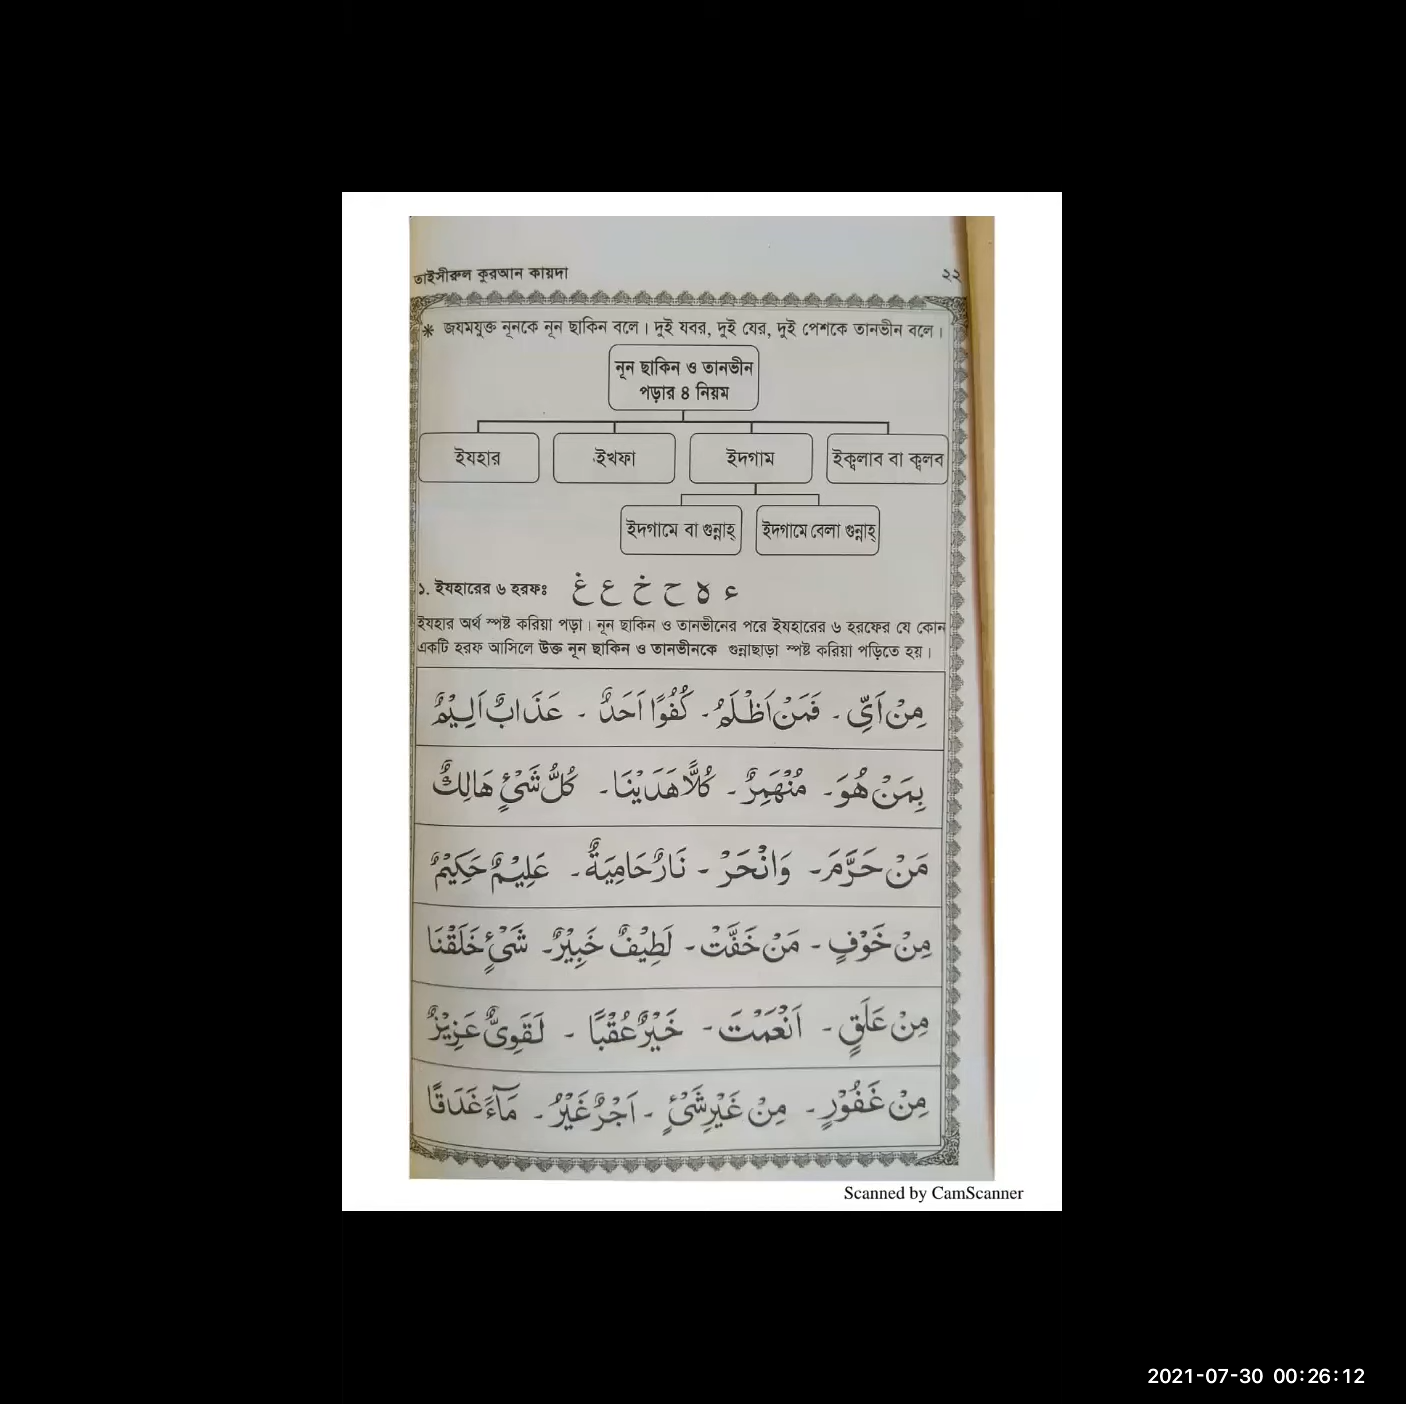 তাইসীরুল কুরআন কায়দা ২২
* জযমযুক্ত নূনকে নূন ছাকিন বলে। দুই যবর, দুই যের, দুই পেশকে তানভীন বলে।
নূন ছাকিন ও তানভীন
পড়ার ৪ নিয়ম
ইযহার ইখফা ইদগাম ইক্বলাব বা ক্বলব
ইদগামে বা গুন্নাহ্ ইদগামে বেলা গুন্নাহ্
১. ইযহারের ৬ হরফঃ ء ه ح خ ع غ
ইযহার অর্থ স্পষ্ট করিয়া পড়া। নূন ছাকিন ও তানভীনের পরে ইযহারের ৬ হরফের যে কোন
একটি হরফ আসিলে উক্ত নূন ছাকিন ও তানভীনকে গুন্নাছাড়া স্পষ্ট করিয়া পড়িতে হয়।
مِنْ اَيِّ - فَمَنْ اَظْلَمُ - كُفُوًا اَحَدٌ - عَذَابٌ اَلِيْمٌ
بِمَنْ هُوَ - مُنْهَمِرٌ - كُلًّا هَدَيْنَا - كُلُّ شَيْءٍ هَالِكٌ
مَنْ حَرَّمَ - وَانْحَرْ - نَارٌ حَامِيَةٌ - عَلِيْمٌ حَكِيْمٌ
مِنْ خَوْفٍ - مَنْ خَفَّتْ - لَطِيْفٌ خَبِيْرٌ - شَيْءٍ خَلَقْنَا
مِنْ عَلَقٍ - اَنْعَمْتَ - خَيْرٌ عُقْبًا - لَقَوِيٌّ عَزِيْزٌ
مِنْ غَفُوْرٍ - مِنْ غَيْرِ شَيْءٍ - اَجْرٌ غَيْرُ - مَآءً غَدَقًا
Scanned by CamScanner
2021-07-30 00:26:12